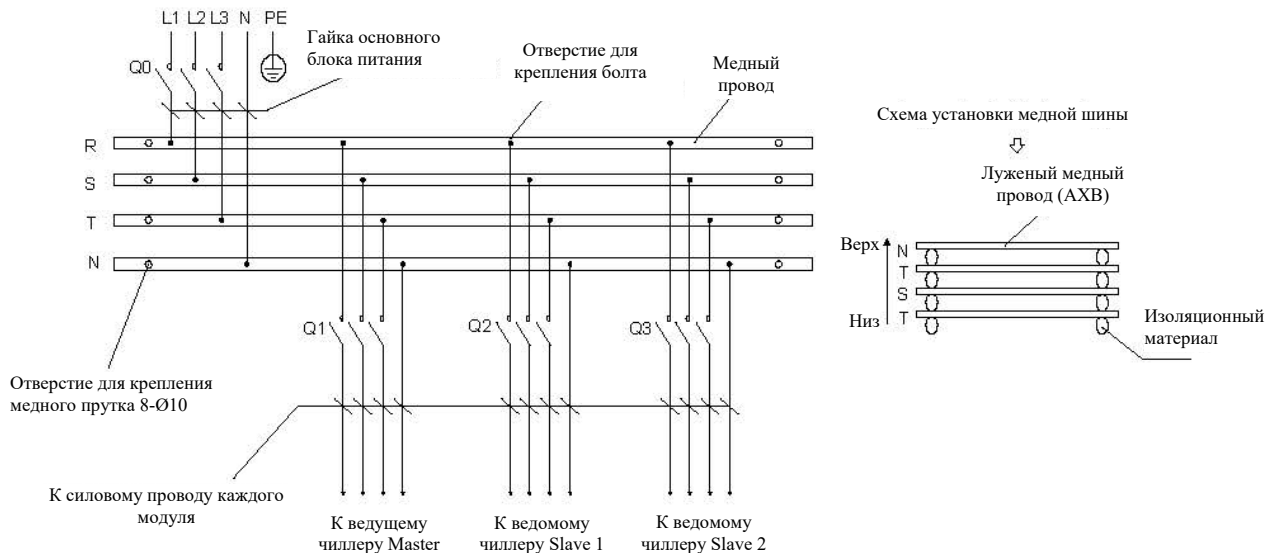 L1 L2 L3 N PE
Гайка основного
блока питания
Q0
Отверстие для
крепления болта
Медный
провод
R
S
T
N
Q1
Q2
Q3
Отверстие для крепления
медного прутка 8-Ø10
К силовому проводу каждого
модуля
К ведущему
чиллеру Master
К ведомому
чиллеру Slave 1
К ведомому
чиллеру Slave 2
Схема установки медной шины
Луженый медный
провод (АХВ)
Верх
N
T
S
T
Низ
Изоляционный
материал